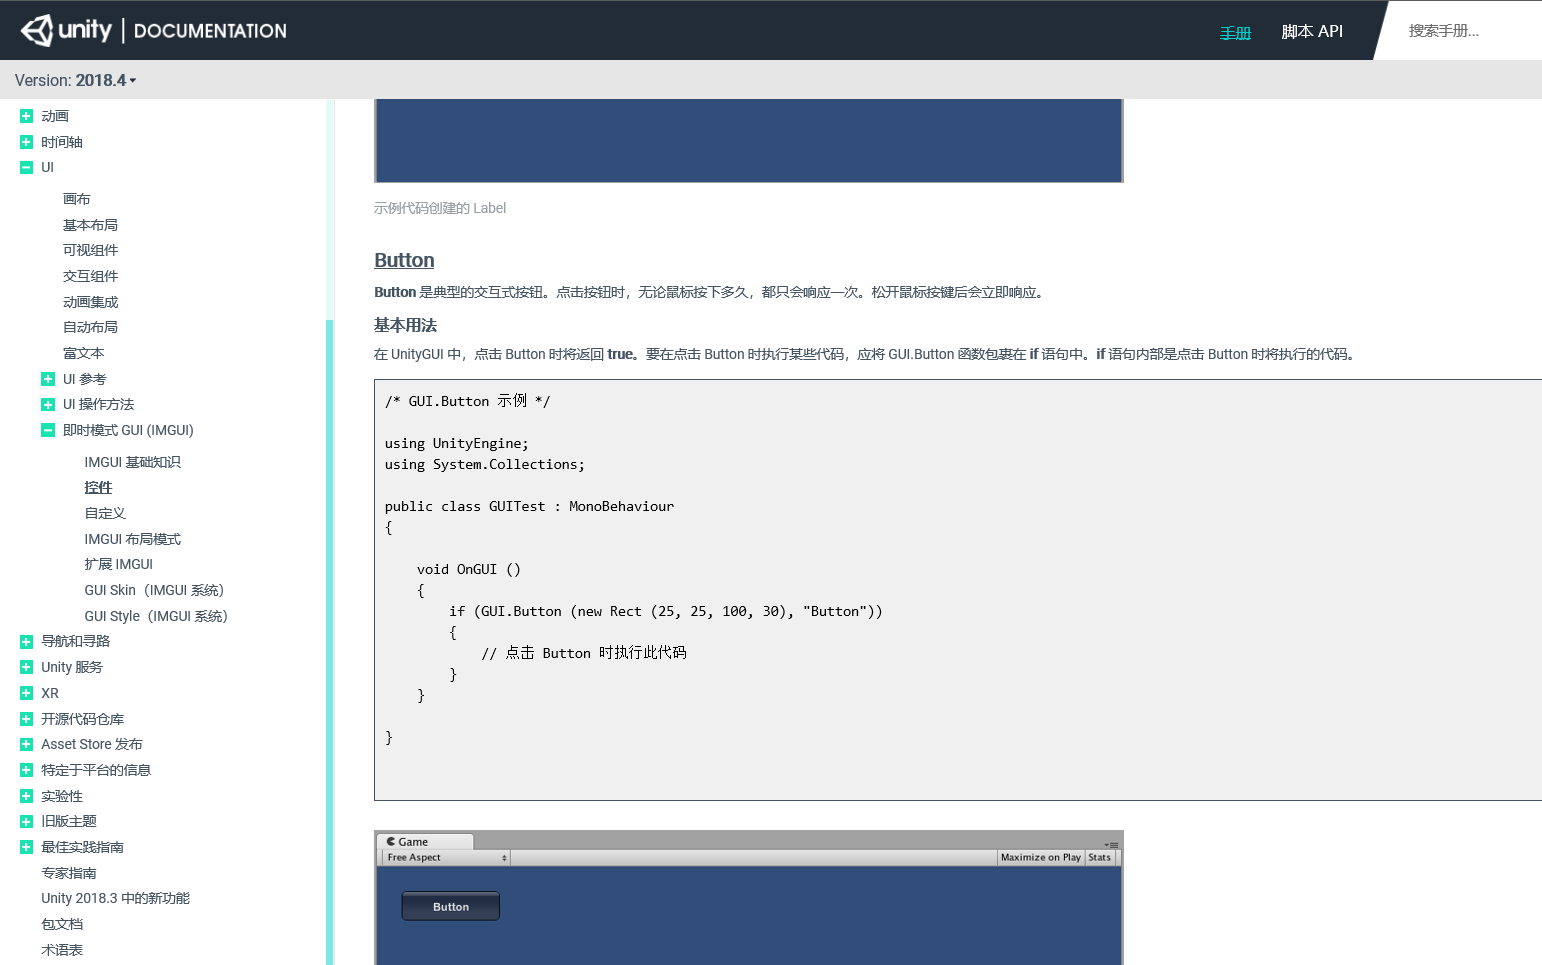 unity | DOCUMENTATION
手册
脚本 API
搜索手册...
Version: 2018.4
动画
时间轴
UI
画布
基本布局
可视组件
交互组件
动画集成
自动布局
富文本
UI 参考
UI 操作方法
即时模式 GUI (IMGUI)
IMGUI 基础知识
控件
自定义
IMGUI 布局模式
扩展 IMGUI
GUI Skin（IMGUI 系统）
GUI Style（IMGUI 系统）
导航和寻路
Unity 服务
XR
开源代码仓库
Asset Store 发布
特定于平台的信息
实验性
旧版主题
最佳实践指南
专家指南
Unity 2018.3 中的新功能
包文档
术语表
示例代码创建的 Label
Button
Button 是典型的交互式按钮。点击按钮时，无论鼠标按下多久，都只会响应一次。松开鼠标按键后会立即响应。
基本用法
在 UnityGUI 中，点击 Button 时将返回 true。要在点击 Button 时执行某些代码，应将 GUI.Button 函数包裹在 if 语句中。if 语句内部是点击 Button 时将执行的代码。
/* GUI.Button 示例 */
using UnityEngine;
using System.Collections;
public class GUITest : MonoBehaviour
{
void OnGUI ()
{
if (GUI.Button (new Rect (25, 25, 100, 30), "Button"))
{
// 点击 Button 时执行此代码
}
}
}
Game
Free Aspect
Maximize on Play
Stats
Button